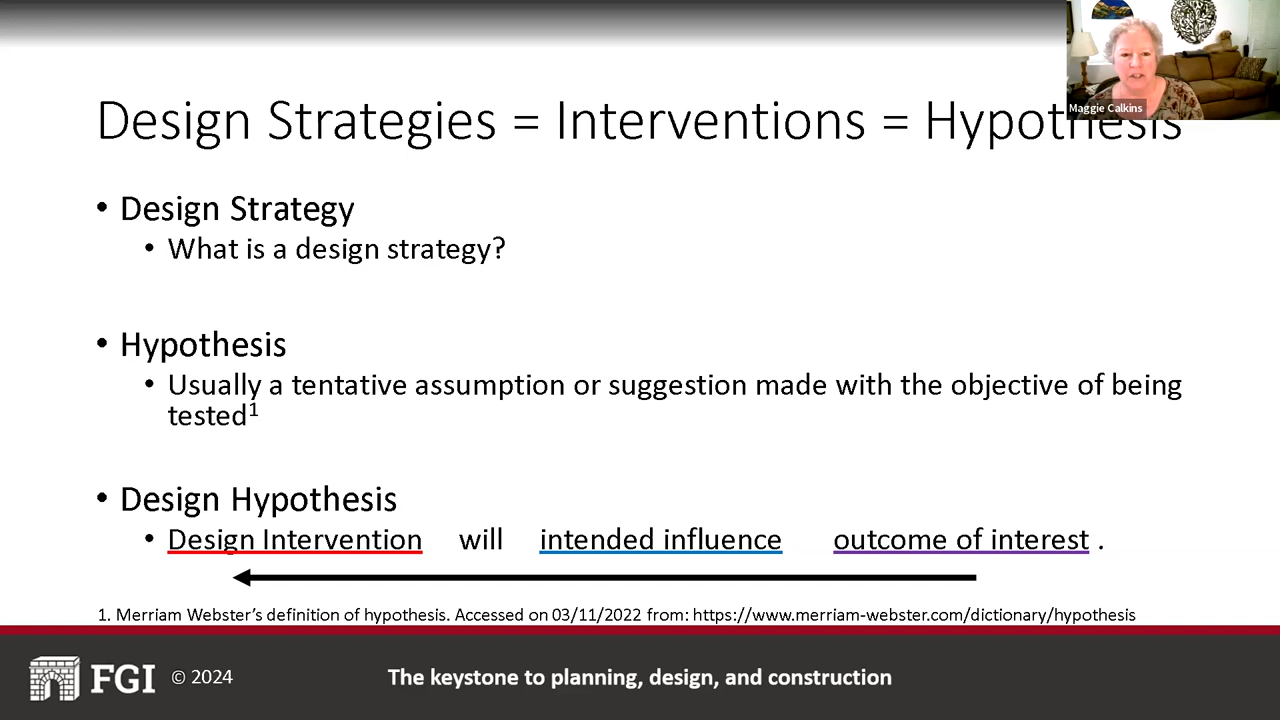 Maggie Calkins
Design Strategies = Interventions = Hypothesis
• Design Strategy
• What is a design strategy?
• Hypothesis
• Usually a tentative assumption or suggestion made with the objective of being
tested¹
• Design Hypothesis
• Design Intervention will intended influence outcome of interest .
1. Merriam Webster’s definition of hypothesis. Accessed on 03/11/2022 from: https://www.merriam-webster.com/dictionary/hypothesis
FGI © 2024 The keystone to planning, design, and construction